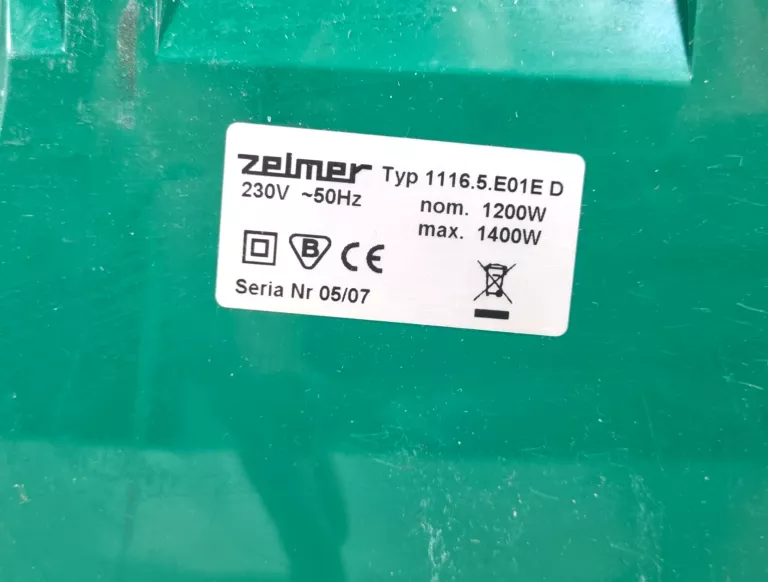 zelmer Typ 1116.5.E01E D
230V ~50Hz nom. 1200W
max. 1400W
B CE
Seria Nr 05/07